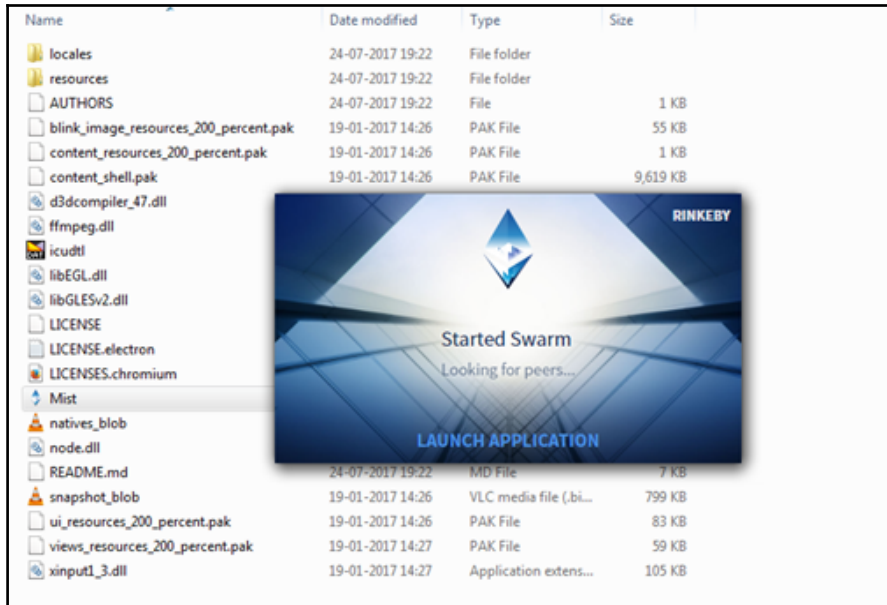 Name Date modified Type Size
locales 24-07-2017 19:22 File folder
resources 24-07-2017 19:22 File folder
AUTHORS 24-07-2017 19:22 File 1 KB
blink_image_resources_200_percent.pak 19-01-2017 14:26 PAK File 55 KB
content_resources_200_percent.pak 19-01-2017 14:26 PAK File 1 KB
content_shell.pak 19-01-2017 14:26 PAK File 9,619 KB
d3dcompiler_47.dll
ffmpeg.dll
icudtl
libEGL.dll
libGLESv2.dll
LICENSE
LICENSE.electron
LICENSES.chromium
Mist
natives_blob
node.dll
README.md 24-07-2017 19:22 MD File 7 KB
snapshot_blob 19-01-2017 14:26 VLC media file (.bi... 799 KB
ui_resources_200_percent.pak 19-01-2017 14:26 PAK File 83 KB
views_resources_200_percent.pak 19-01-2017 14:27 PAK File 59 KB
xinput1_3.dll 19-01-2017 14:27 Application extens... 105 KB
RINKEBY
Started Swarm
Looking for peers...
LAUNCH APPLICATION